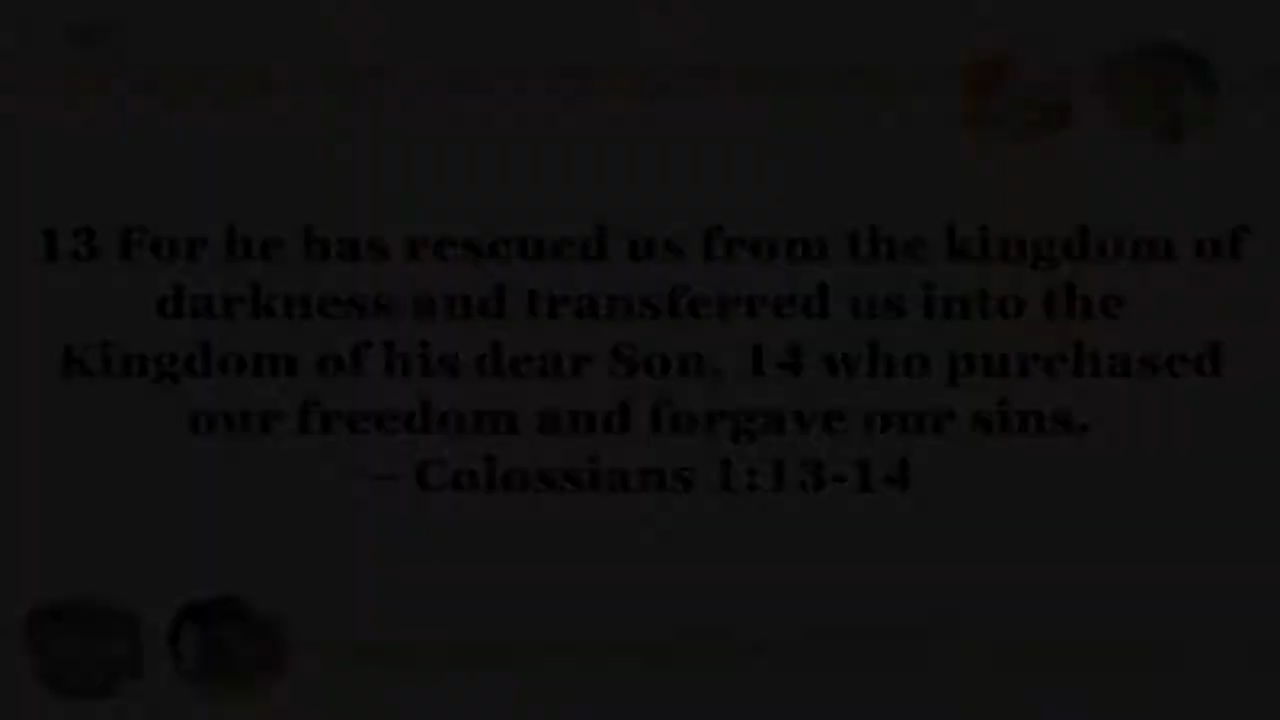 13 For he has rescued us from the kingdom of
darkness and transferred us into the
Kingdom of his dear Son, 14 who purchased
our freedom and forgave our sins.
– Colossians 1:13-14